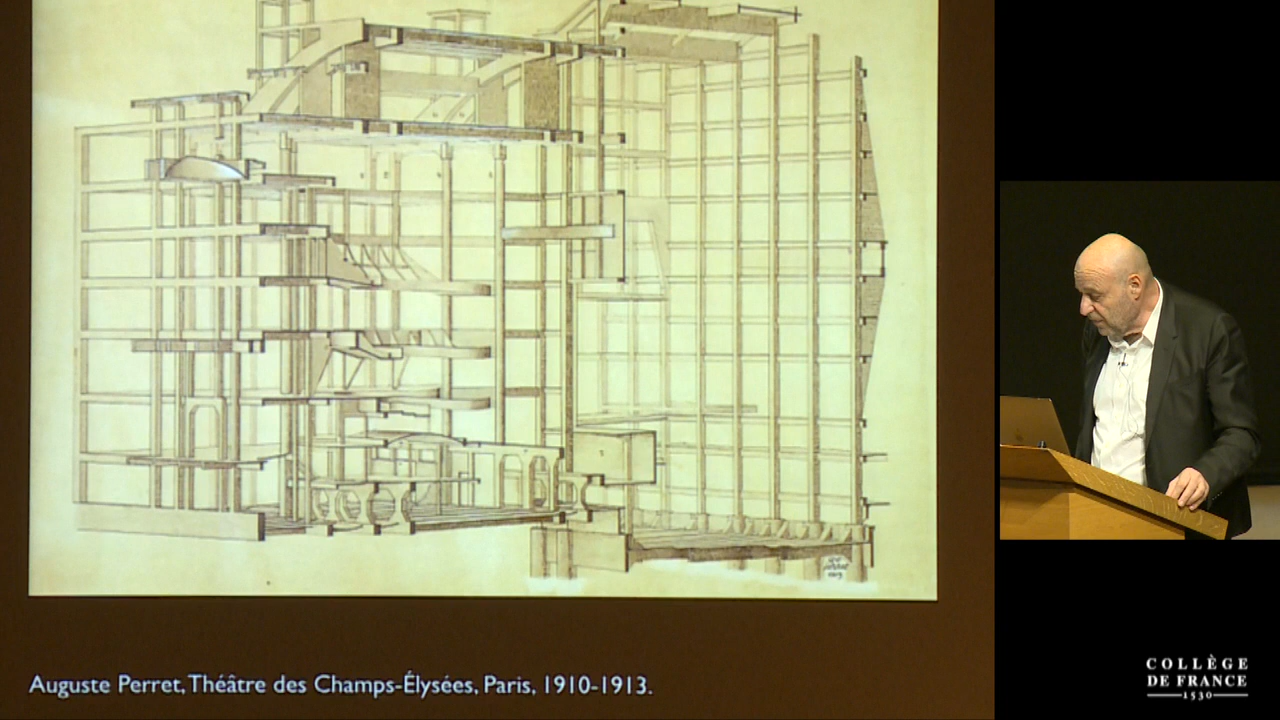 Auguste Perret, Théâtre des Champs-Élysées, Paris, 1910-1913.
COLLÈGE
DE FRANCE
1530